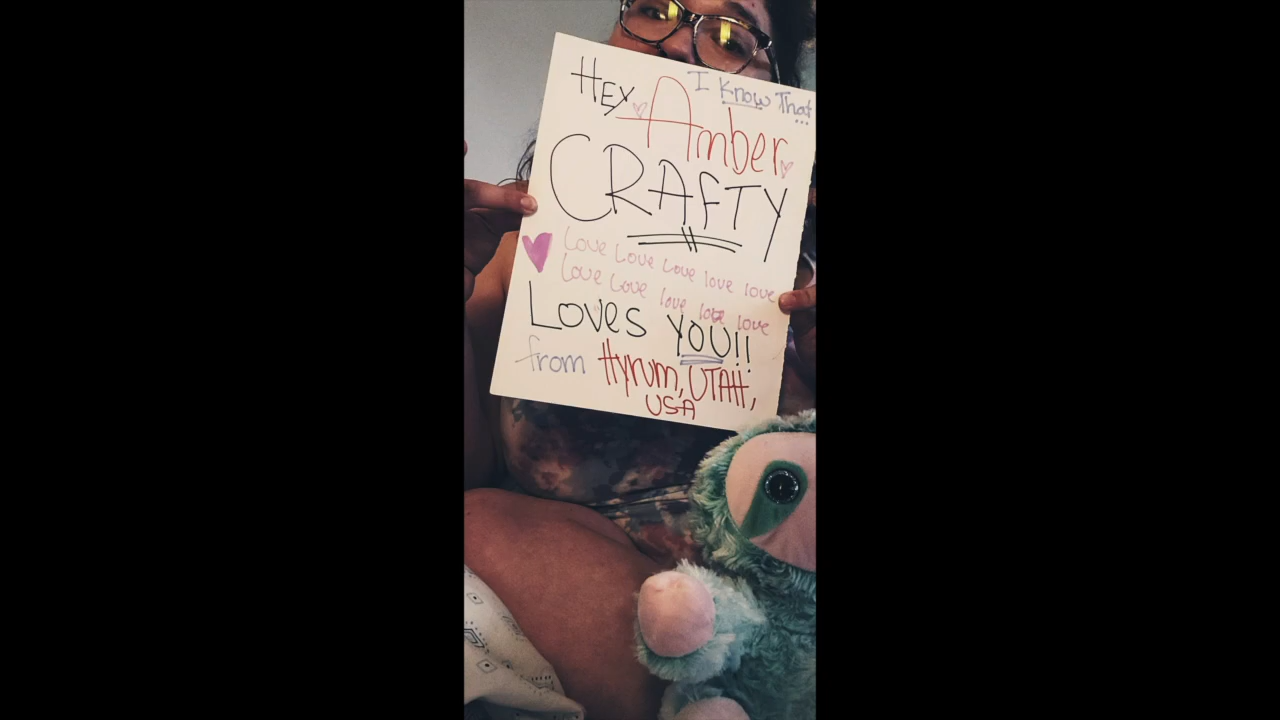 I Know That...
HEY Amber
CRAfTY
Love Love Love love love
Love Love love love love
Loves YOU!!
from Hyrum, UTAH,
USA